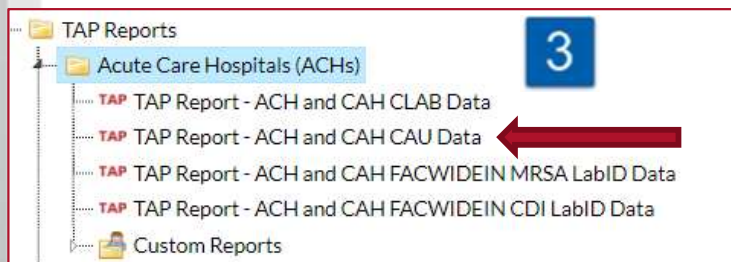 TAP Reports
Acute Care Hospitals (ACHs)
3
TAP TAP Report - ACH and CAH CLAB Data
TAP TAP Report - ACH and CAH CAU Data
TAP TAP Report - ACH and CAH FACWIDEIN MRSA LabID Data
TAP TAP Report - ACH and CAH FACWIDEIN CDI LabID Data
Custom Reports